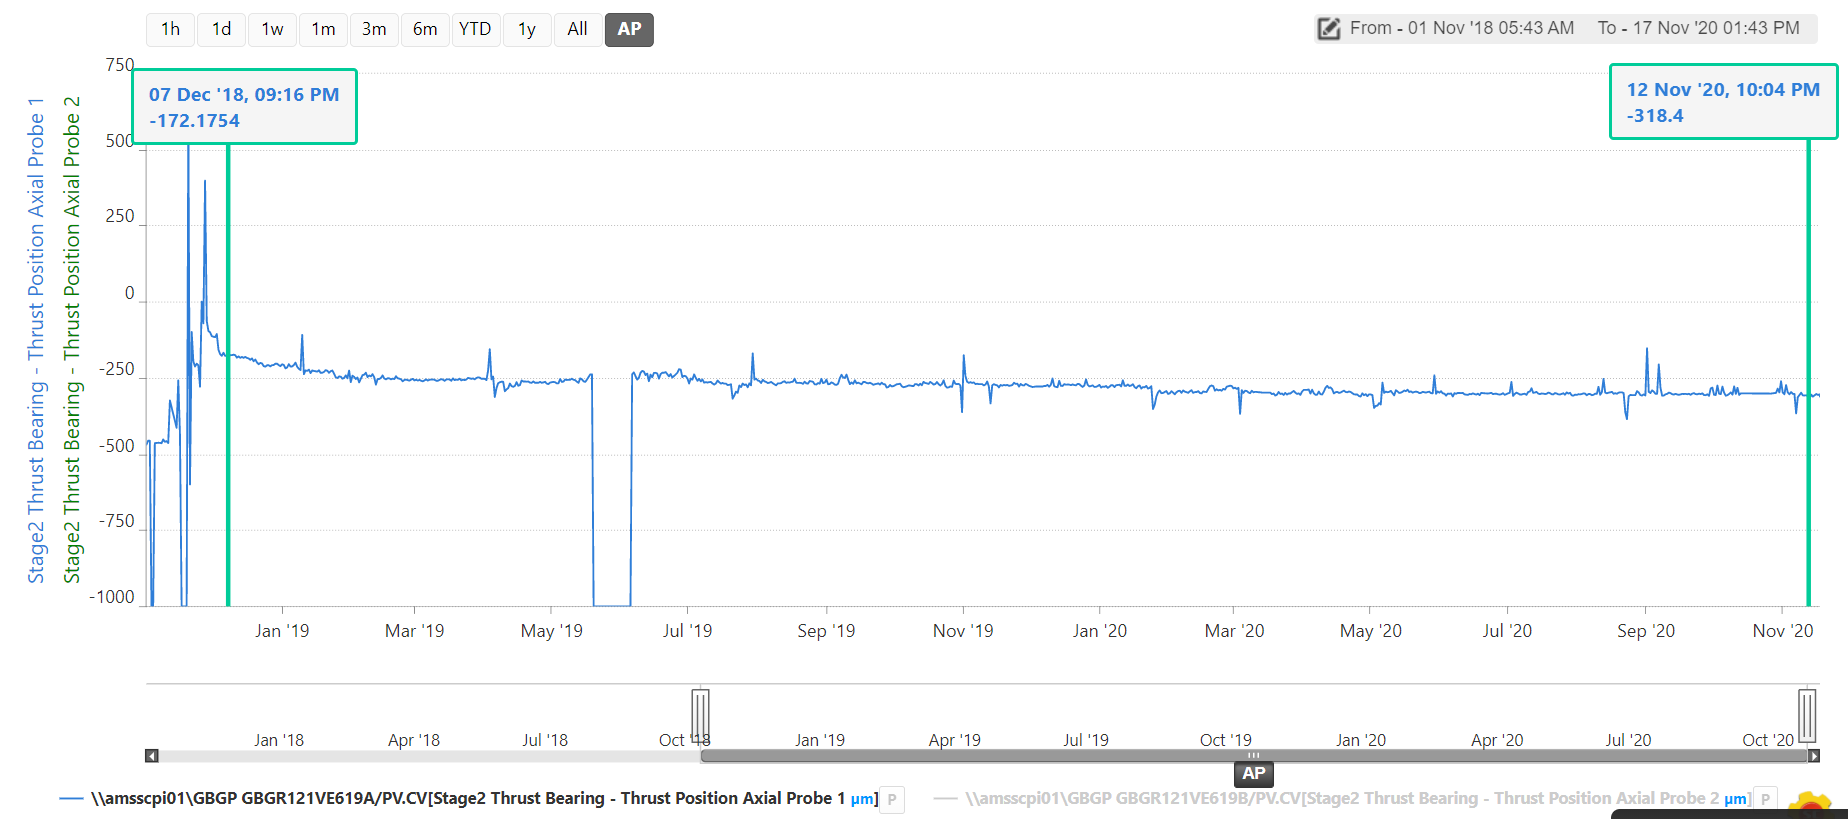 1h 1d 1w 1m 3m 6m YTD 1y All AP
From - 01 Nov '18 05:43 AM To - 17 Nov '20 01:43 PM
Stage2 Thrust Bearing - Thrust Position Axial Probe 1
Stage2 Thrust Bearing - Thrust Position Axial Probe 2
750
500
250
0
-250
-500
-750
-1000
07 Dec '18, 09:16 PM
-172.1754
12 Nov '20, 10:04 PM
-318.4
Jan '19 Mar '19 May '19 Jul '19 Sep '19 Nov '19 Jan '20 Mar '20 May '20 Jul '20 Sep '20 Nov '20
Jan '18 Apr '18 Jul '18 Oct '18 Jan '19 Apr '19 Jul '19 Oct '19 Jan '20 Apr '20 Jul '20 Oct '20
AP
\\amsscpi01\GBGP GBGR121VE619A/PV.CV[Stage2 Thrust Bearing - Thrust Position Axial Probe 1 µm] P
\\amsscpi01\GBGP GBGR121VE619B/PV.CV[Stage2 Thrust Bearing - Thrust Position Axial Probe 2 µm] P